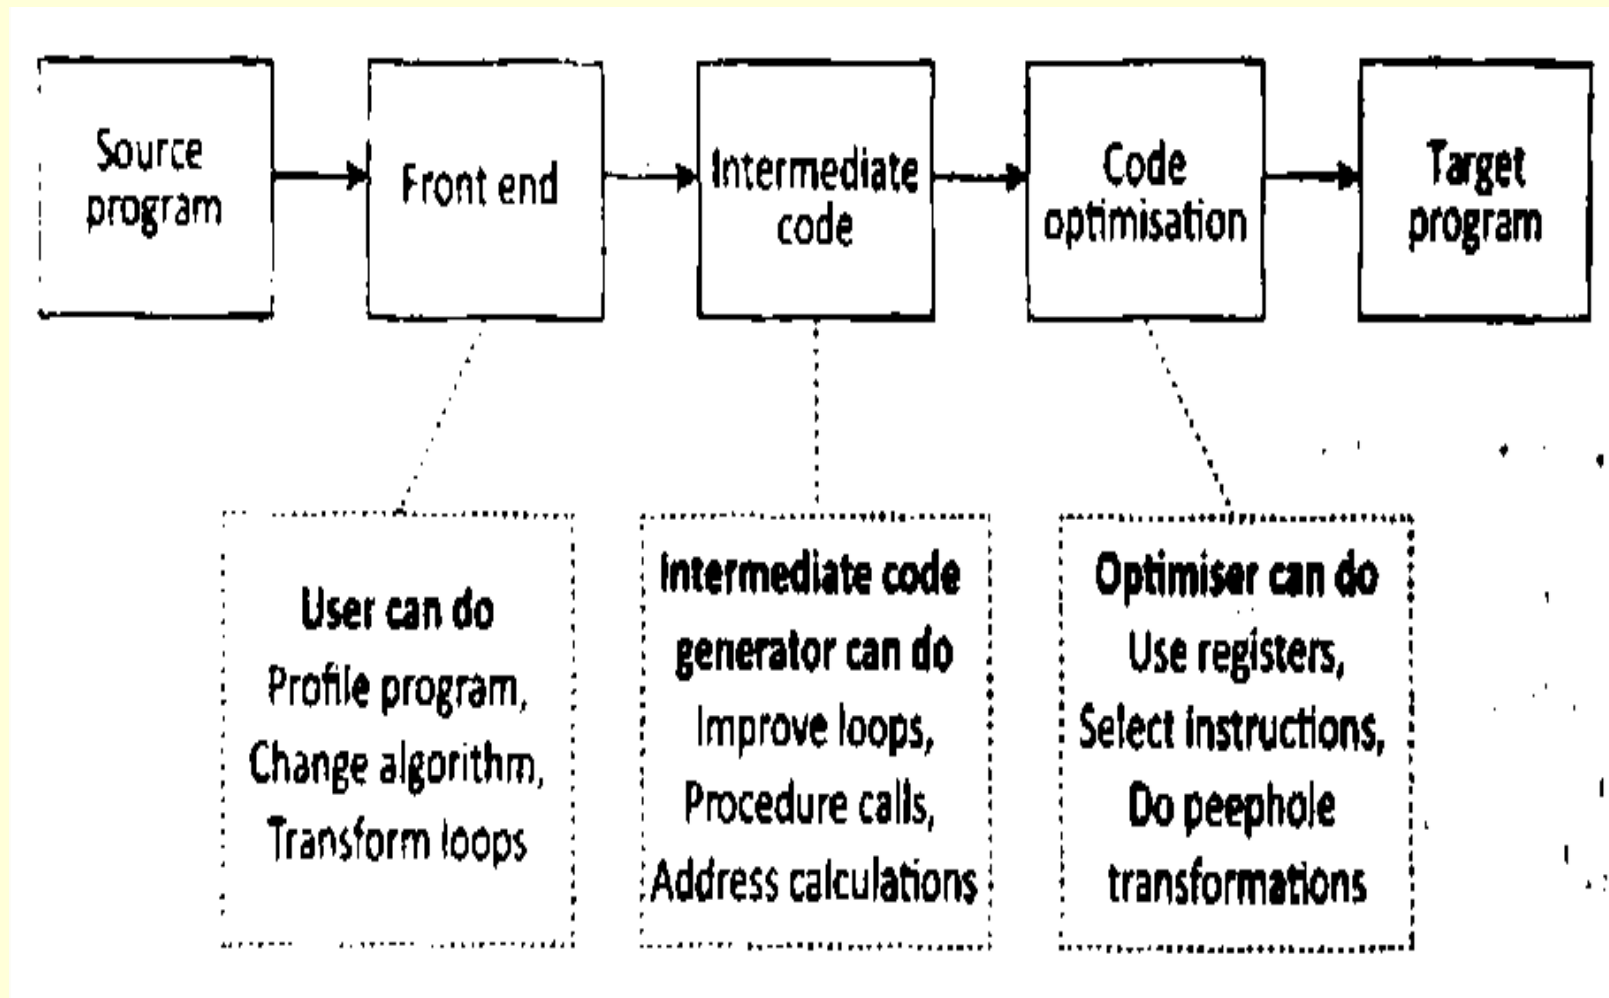 Source
program
Front end
Intermediate
code
Code
optimisation
Target
program
User can do
Profile program,
Change algorithm,
Transform loops
Intermediate code
generator can do
Improve loops,
Procedure calls,
Address calculations
Optimiser can do
Use registers,
Select instructions,
Do peephole
transformations